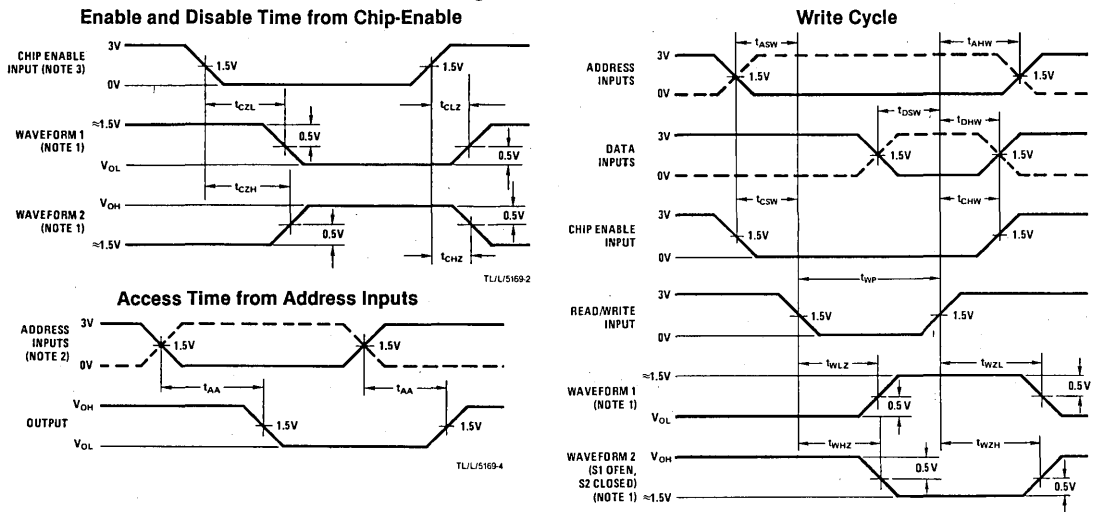 Enable and Disable Time from Chip-Enable
CHIP ENABLE
INPUT (NOTE 3)
3V
0V
1.5V
1.5V
tCZL
tCLZ
WAVEFORM 1
(NOTE 1)
≈1.5V
VOL
0.5V
0.5V
tCZH
WAVEFORM 2
(NOTE 1)
VOH
≈1.5V
0.5V
0.5V
tCHZ
TL/L/5169-2
Access Time from Address Inputs
ADDRESS
INPUTS
(NOTE 2)
3V
0V
1.5V
1.5V
tAA
tAA
OUTPUT
VOH
VOL
1.5V
1.5V
TL/L/5169-4
Write Cycle
tASW
tAHW
ADDRESS
INPUTS
3V
0V
1.5V
1.5V
tDSW
tDHW
DATA
INPUTS
3V
0V
1.5V
1.5V
tCSW
tCHW
CHIP ENABLE
INPUT
3V
0V
1.5V
1.5V
tWP
READ/WRITE
INPUT
3V
0V
1.5V
1.5V
tWLZ
tWZL
WAVEFORM 1
(NOTE 1)
≈1.5V
VOL
0.5 V
0.5 V
tWHZ
tWZH
WAVEFORM 2
(S1 OFEN,
S2 CLOSED)
(NOTE 1)
VOH
≈1.5V
0.5 V
0.5V